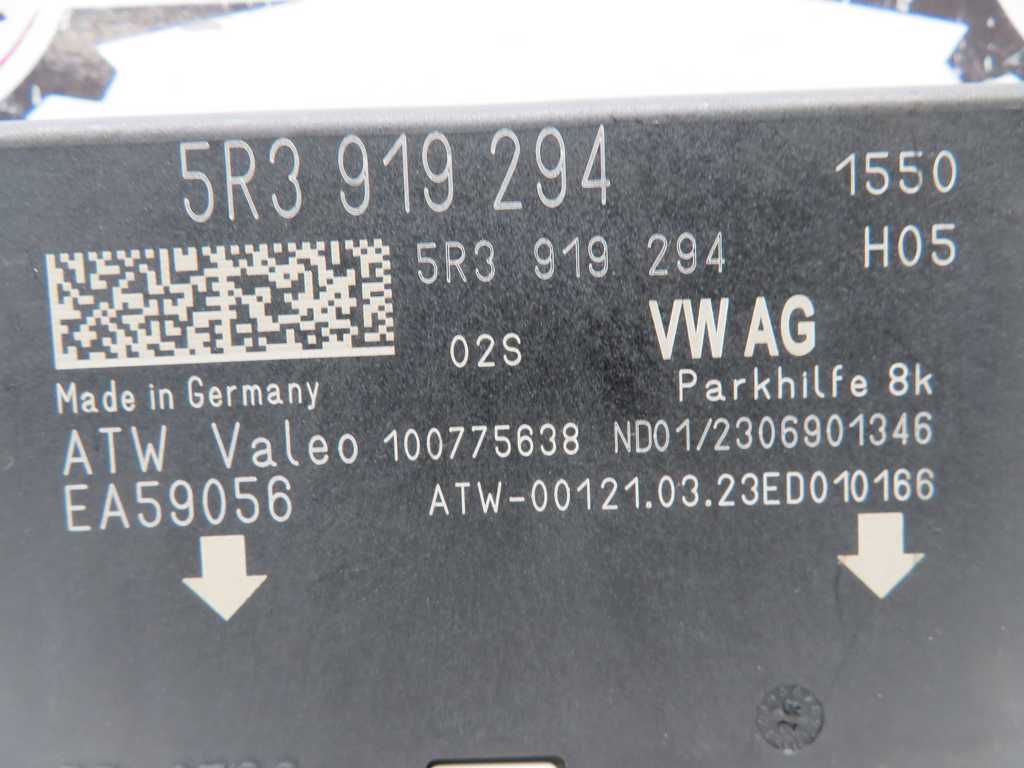 5R3 919 294 1550
5R3 919 294 H05
02S VW AG
Made in Germany Parkhilfe 8k
ATW Valeo 100775638 ND01/2306901346
EA59056 ATW-00121.03.23ED010166